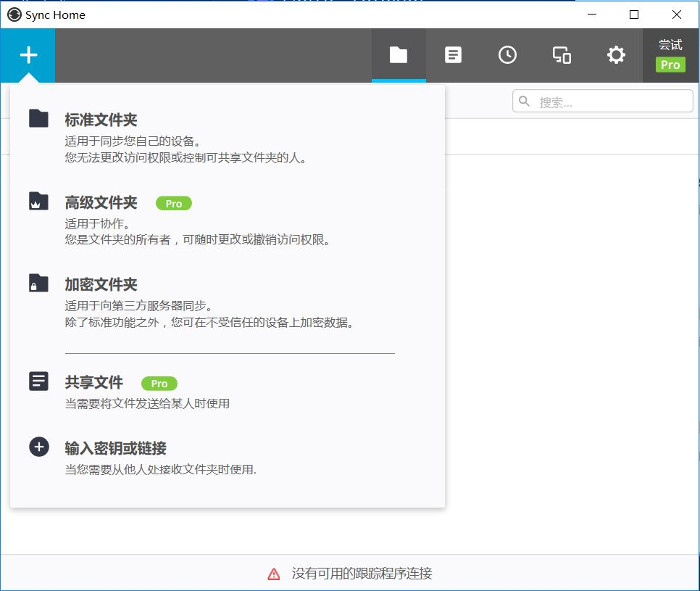 Sync Home
尝试
Pro
搜索...
标准文件夹
适用于同步您自己的设备。
您无法更改访问权限或控制可共享文件夹的人。
高级文件夹 Pro
适用于协作。
您是文件夹的所有者，可随时更改或撤销访问权限。
加密文件夹
适用于向第三方服务器同步。
除了标准功能之外，您可在不受信任的设备上加密数据。
共享文件 Pro
当需要将文件发送给某人时使用
输入密钥或链接
当您需要从他人处接收文件夹时使用.
没有可用的跟踪程序连接